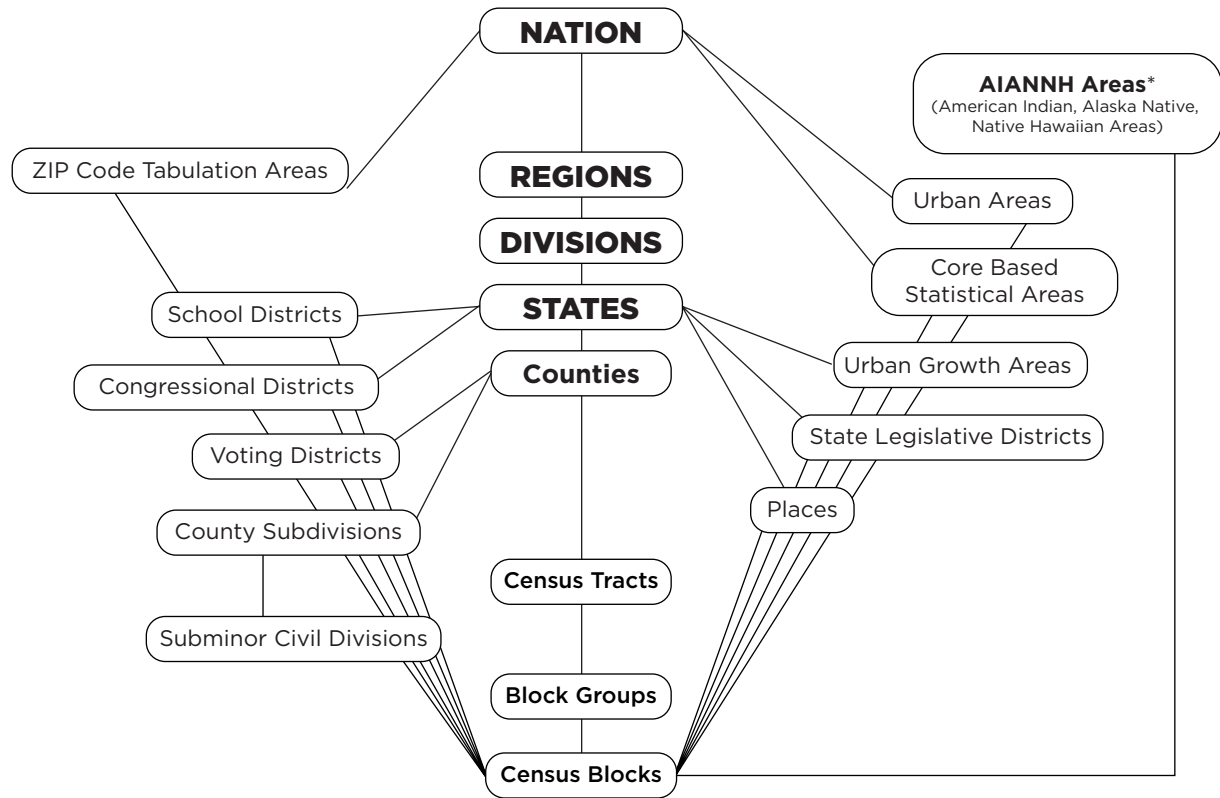 NATION
AIANNH Areas*
(American Indian, Alaska Native,
Native Hawaiian Areas)
ZIP Code Tabulation Areas
REGIONS
Urban Areas
DIVISIONS
Core Based
Statistical Areas
School Districts
STATES
Congressional Districts
Counties
Urban Growth Areas
Voting Districts
State Legislative Districts
County Subdivisions
Places
Census Tracts
Subminor Civil Divisions
Block Groups
Census Blocks